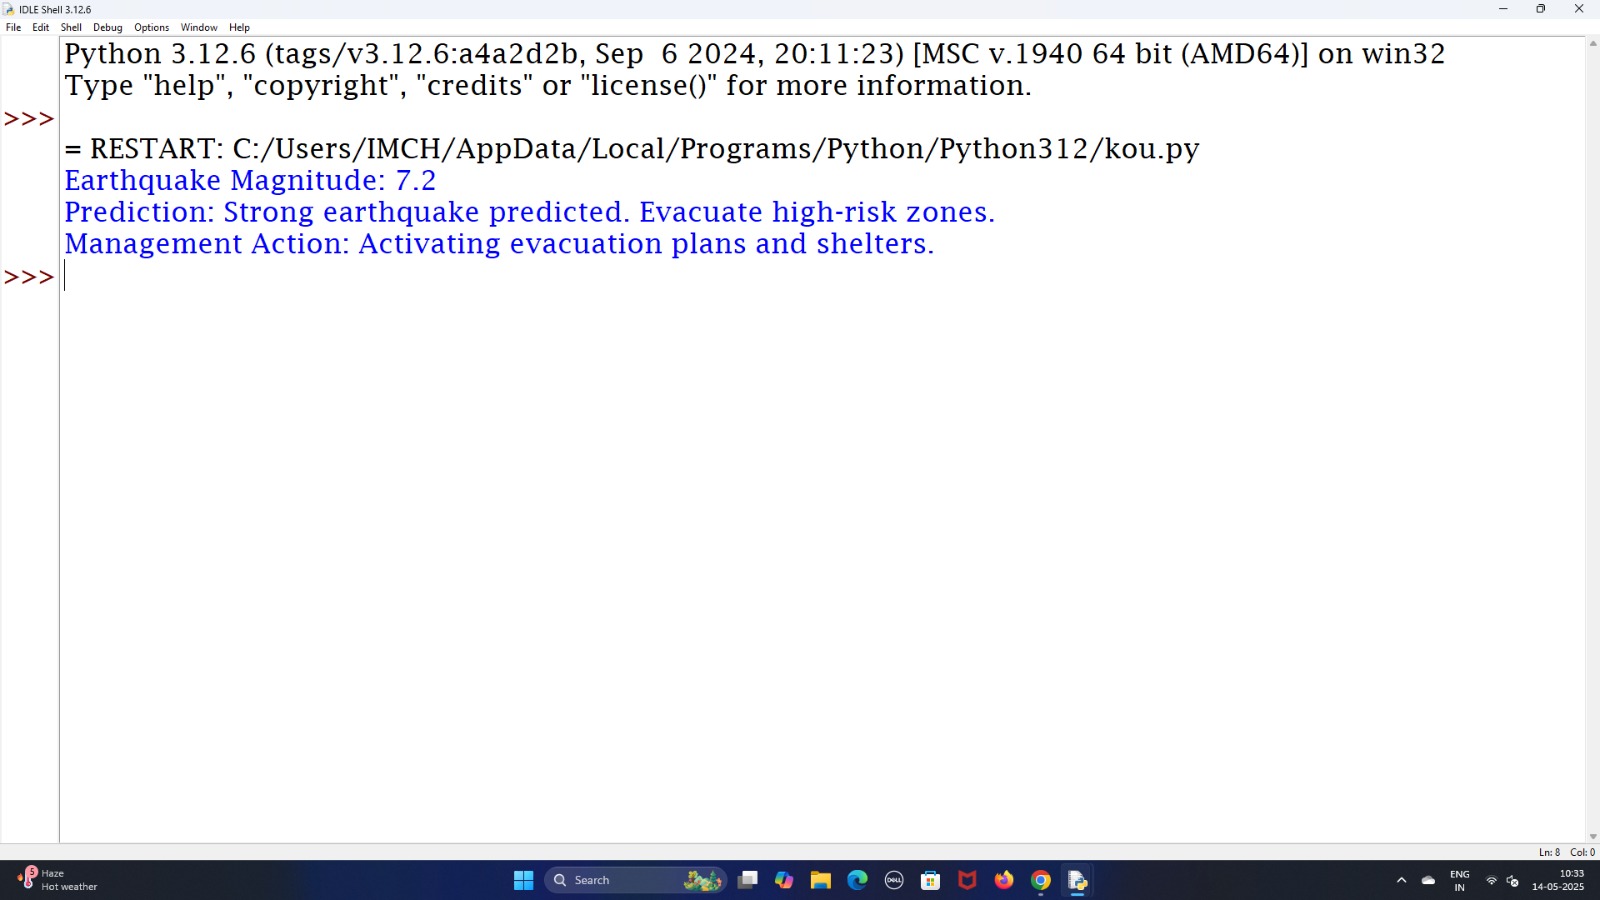 IDLE Shell 3.12.6
File Edit Shell Debug Options Window Help
Python 3.12.6 (tags/v3.12.6:a4a2d2b, Sep  6 2024, 20:11:23) [MSC v.1940 64 bit (AMD64)] on win32
Type "help", "copyright", "credits" or "license()" for more information.
>>>
= RESTART: C:/Users/IMCH/AppData/Local/Programs/Python/Python312/kou.py
Earthquake Magnitude: 7.2
Prediction: Strong earthquake predicted. Evacuate high-risk zones.
Management Action: Activating evacuation plans and shelters.
>>>
Ln: 8 Col: 0
5
Haze
Hot weather
Search
DELL
ENG
IN
10:33
14-05-2025